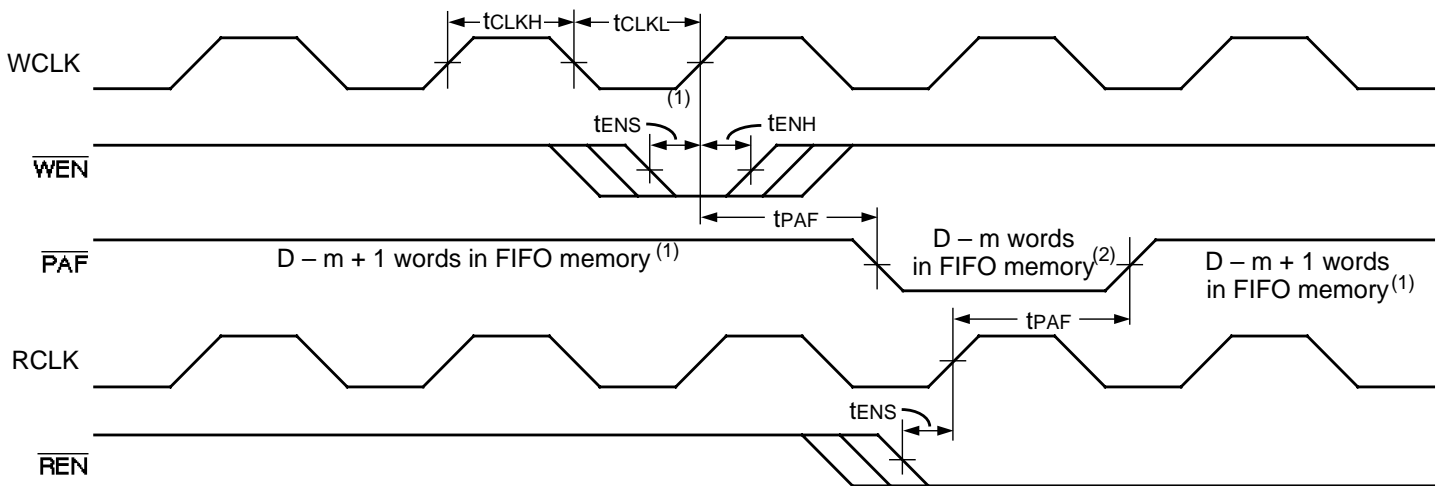 tCLKH
tCLKL
WCLK
(1)
tENS
tENH
WEN
tPAF
PAF
D – m + 1 words in FIFO memory (1)
D – m words
in FIFO memory(2)
D – m + 1 words
in FIFO memory(1)
tPAF
RCLK
tENS
REN